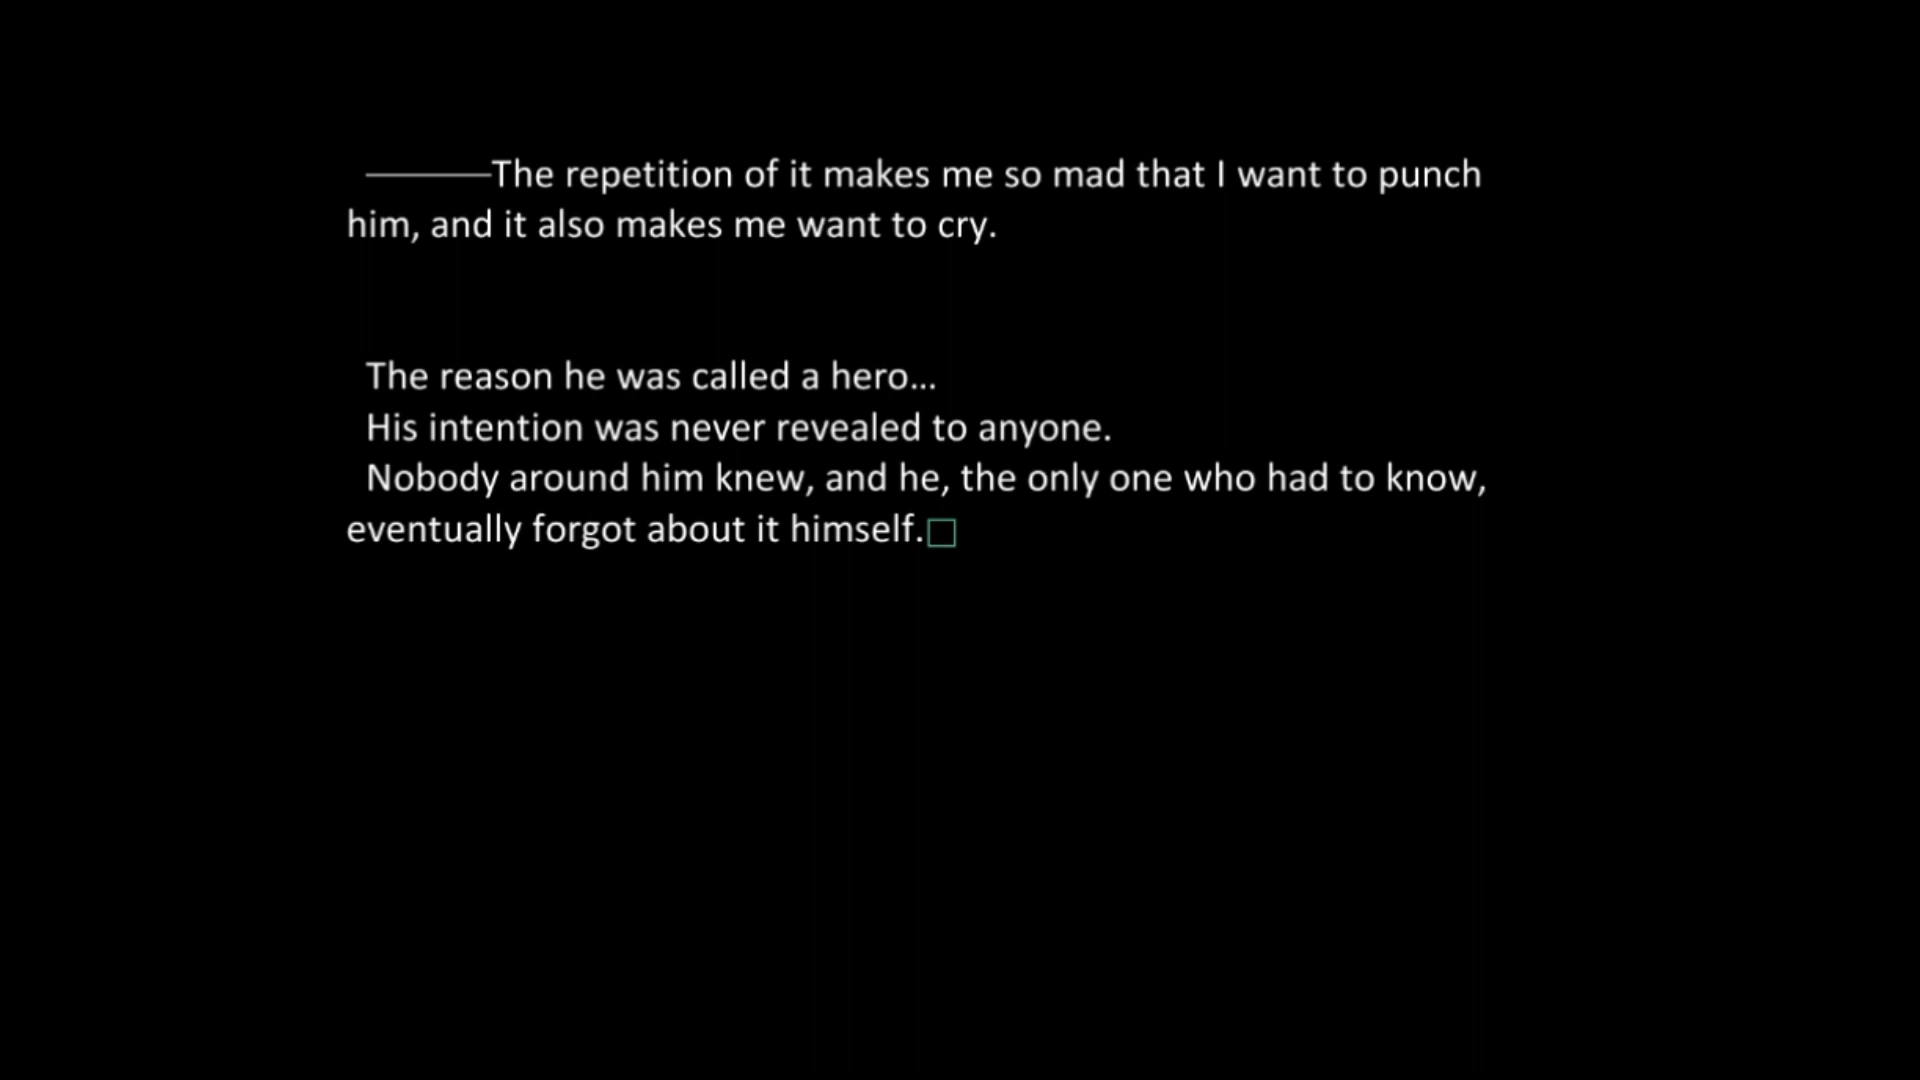 ———The repetition of it makes me so mad that I want to punch
him, and it also makes me want to cry.
The reason he was called a hero...
His intention was never revealed to anyone.
Nobody around him knew, and he, the only one who had to know,
eventually forgot about it himself.